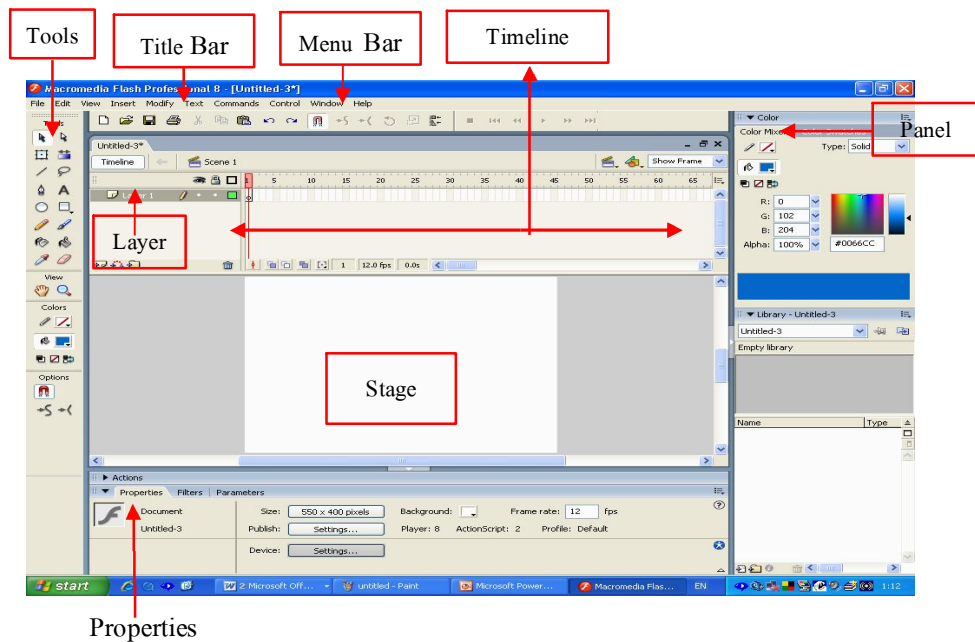 Tools
Title Bar
Menu Bar
Timeline
Macromedia Flash Professional 8 - [Untitled-3*]
File Edit View Insert Modify Text Commands Control Window Help
Tools
Color
Panel
Color Mixer
Type: Solid
Untitled-3*
Timeline Scene 1
Show Frame
5 10 15 20 25 30 35 40 45 50 55 60 65
Layer 1
Layer
1 12.0 fps 0.0s
R: 0
G: 102
B: 204
Alpha: 100% #0066CC
View
Colors
Options
Library - Untitled-3
Untitled-3
Empty library
Name Type
Stage
Actions
Properties Filters Parameters
Document
Untitled-3
Size: 550 x 400 pixels Background: Frame rate: 12 fps
Publish: Settings... Player: 8 ActionScript: 2 Profile: Default
Device: Settings...
start
2 Microsoft Off...
untitled - Paint
Microsoft Power...
Macromedia Flas...
EN
1:12
Properties